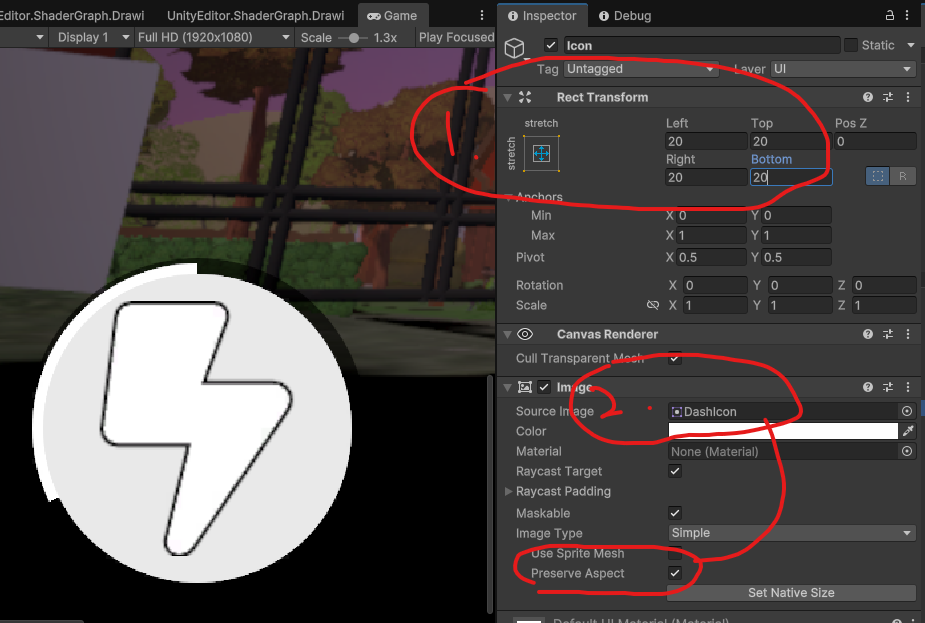 Editor.ShaderGraph.Drawi UnityEditor.ShaderGraph.Drawi Game
Inspector Debug
Display 1 Full HD (1920x1080) Scale 1.3x Play Focused
Icon Static
Tag Untagged Layer UI
Rect Transform
stretch
stretch
Left Top Pos Z
20 20 0
Right Bottom
20 20 R
1.
Anchors
Min X 0 Y 0
Max X 1 Y 1
Pivot X 0.5 Y 0.5
Rotation X 0 Y 0 Z 0
Scale X 1 Y 1 Z 1
Canvas Renderer
Cull Transparent Mesh
Image
2.
Source Image DashIcon
Color
Material None (Material)
Raycast Target
Raycast Padding
Maskable
Image Type Simple
Use Sprite Mesh
Preserve Aspect
Set Native Size
Default UI Material (Material)